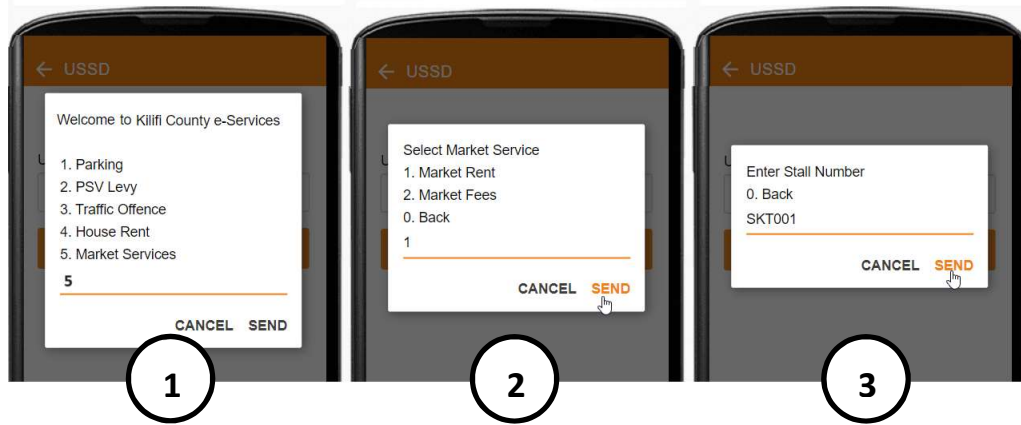 ← USSD
Welcome to Kilifi County e-Services
1. Parking
2. PSV Levy
3. Traffic Offence
4. House Rent
5. Market Services
5
CANCEL SEND
1
← USSD
Select Market Service
1. Market Rent
2. Market Fees
0. Back
1
CANCEL SEND
2
← USSD
Enter Stall Number
0. Back
SKT001
CANCEL SEND
3